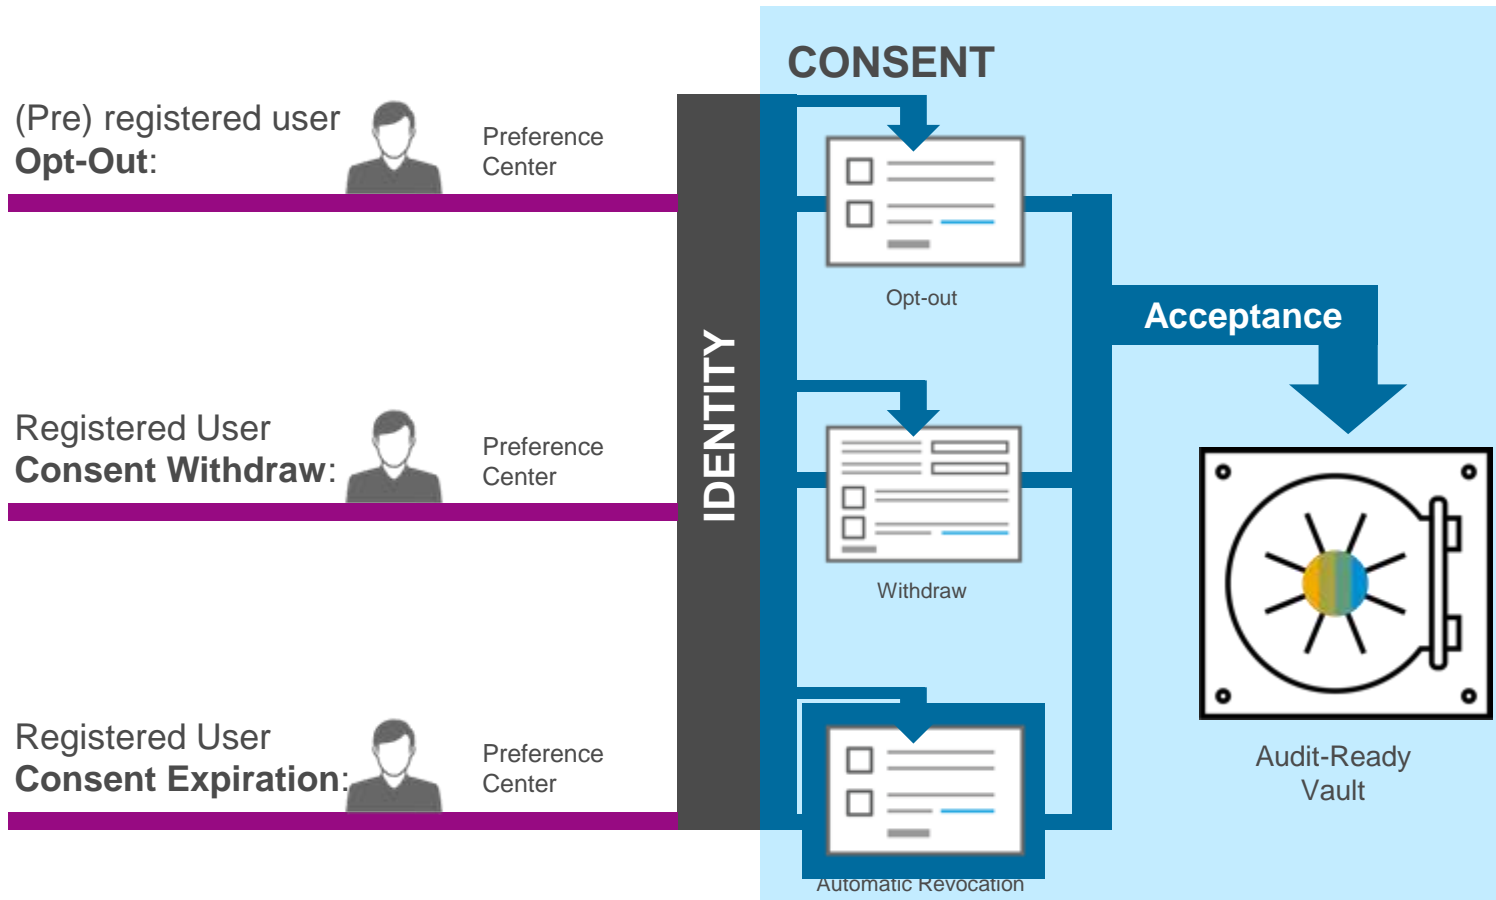 CONSENT
(Pre) registered user
Opt-Out:
Preference
Center
Opt-out
Acceptance
IDENTITY
Registered User
Consent Withdraw:
Preference
Center
Withdraw
Registered User
Consent Expiration:
Preference
Center
Audit-Ready
Vault
Automatic Revocation